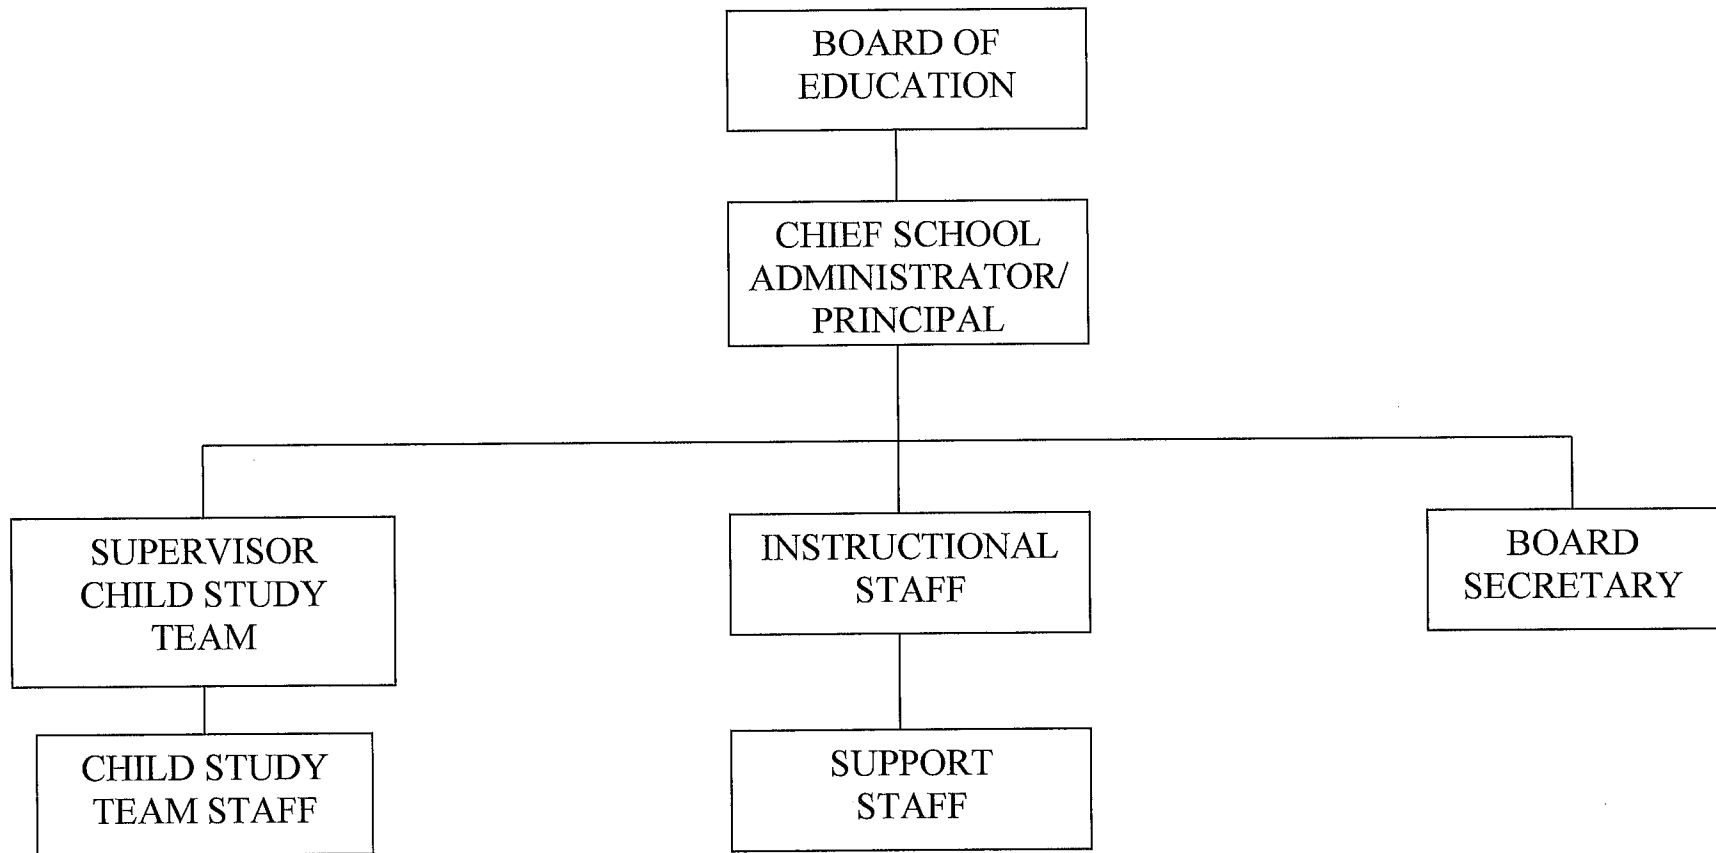 BOARD OF
EDUCATION
CHIEF SCHOOL
ADMINISTRATOR/
PRINCIPAL
SUPERVISOR
CHILD STUDY
TEAM
INSTRUCTIONAL
STAFF
BOARD
SECRETARY
CHILD STUDY
TEAM STAFF
SUPPORT
STAFF